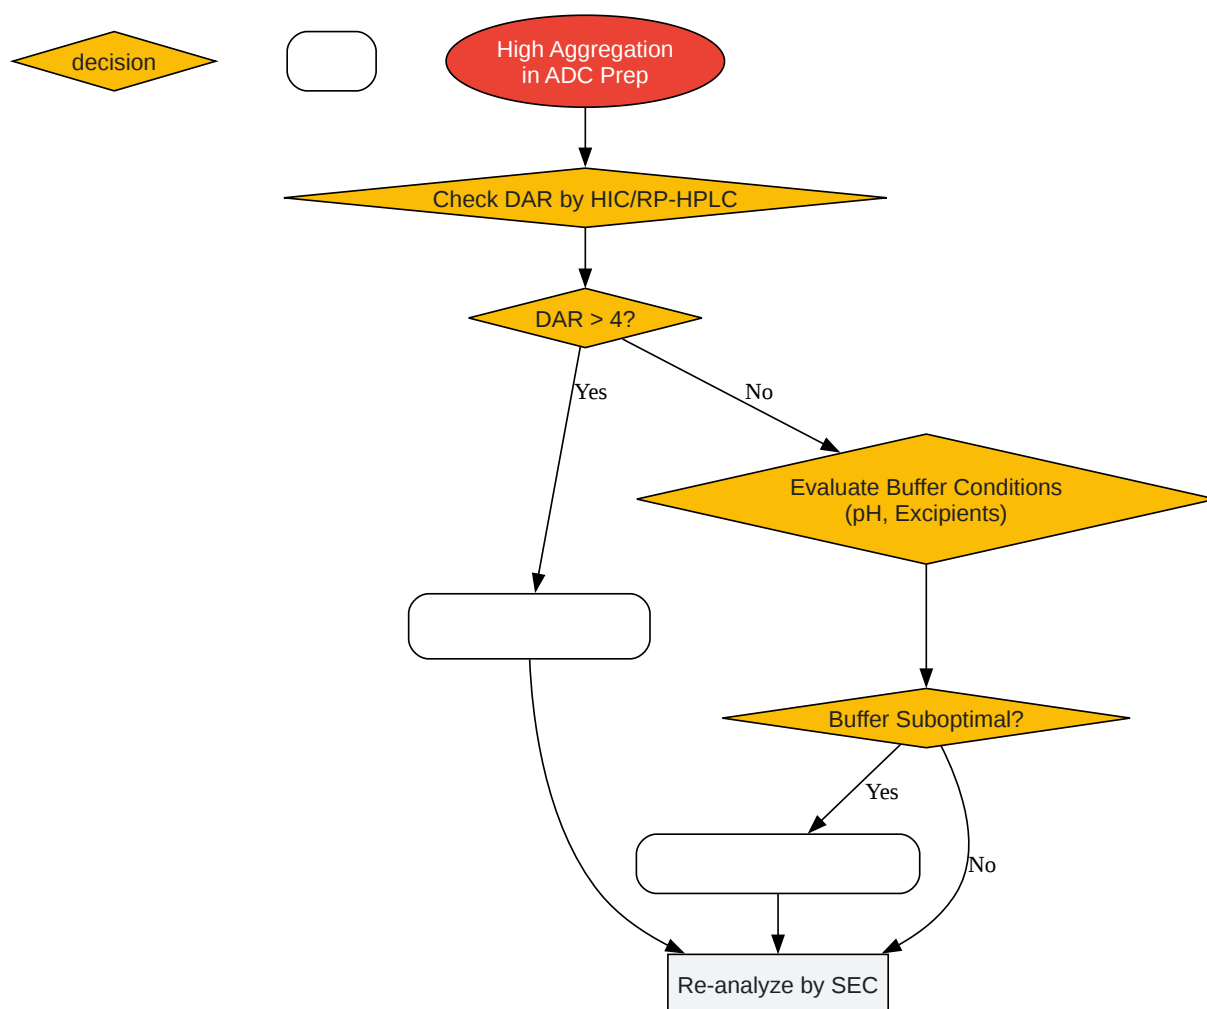 decision
High Aggregation
in ADC Prep
Check DAR by HIC/RP-HPLC
DAR > 4?
Yes
No
Evaluate Buffer Conditions
(pH, Excipients)
Buffer Suboptimal?
Yes
No
Re-analyze by SEC